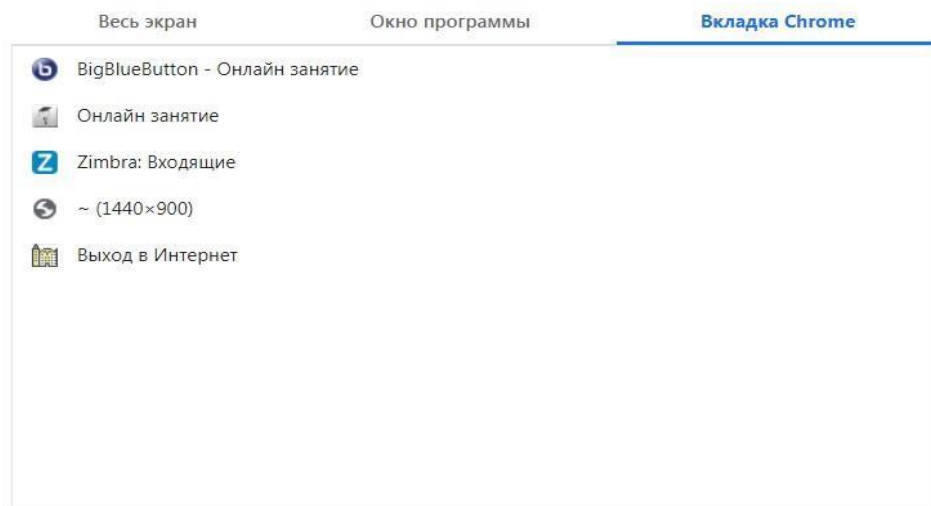 Весь экран Окно программы Вкладка Chrome
BigBlueButton - Онлайн занятие
Онлайн занятие
Zimbra: Входящие
~ (1440×900)
Выход в Интернет